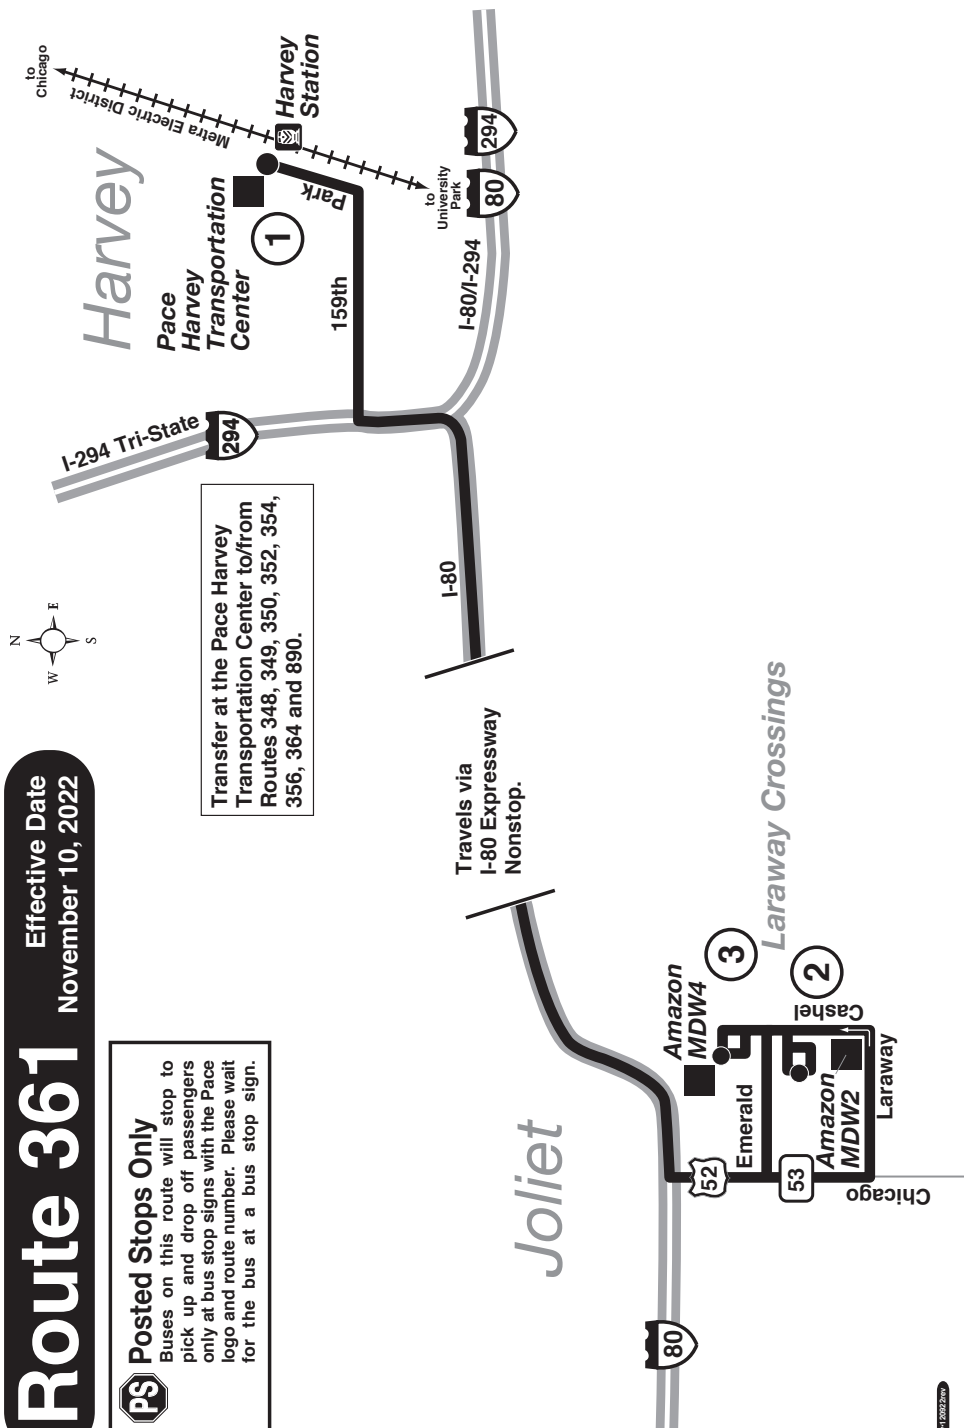 Route 361
Effective Date
November 10, 2022
PS
Posted Stops Only
Buses on this route will stop to
pick up and drop off passengers
only at bus stop signs with the Pace
logo and route number. Please wait
for the bus at a bus stop sign.
N
W
E
S
Transfer at the Pace Harvey
Transportation Center to/from
Routes 348, 349, 350, 352, 354,
356, 364 and 890.
I-294 Tri-State
294
Harvey
Pace
Harvey
Transportation
Center
1
to
Chicago
Metra Electric District
Harvey
Station
Park
159th
to
University
Park
I-80/I-294
80
294
I-80
Travels via
I-80 Expressway
Nonstop.
Joliet
80
52
Emerald
Amazon
MDW4
3
Laraway Crossings
2
Cashel
53
Amazon
MDW2
Laraway
Chicago
120922rev